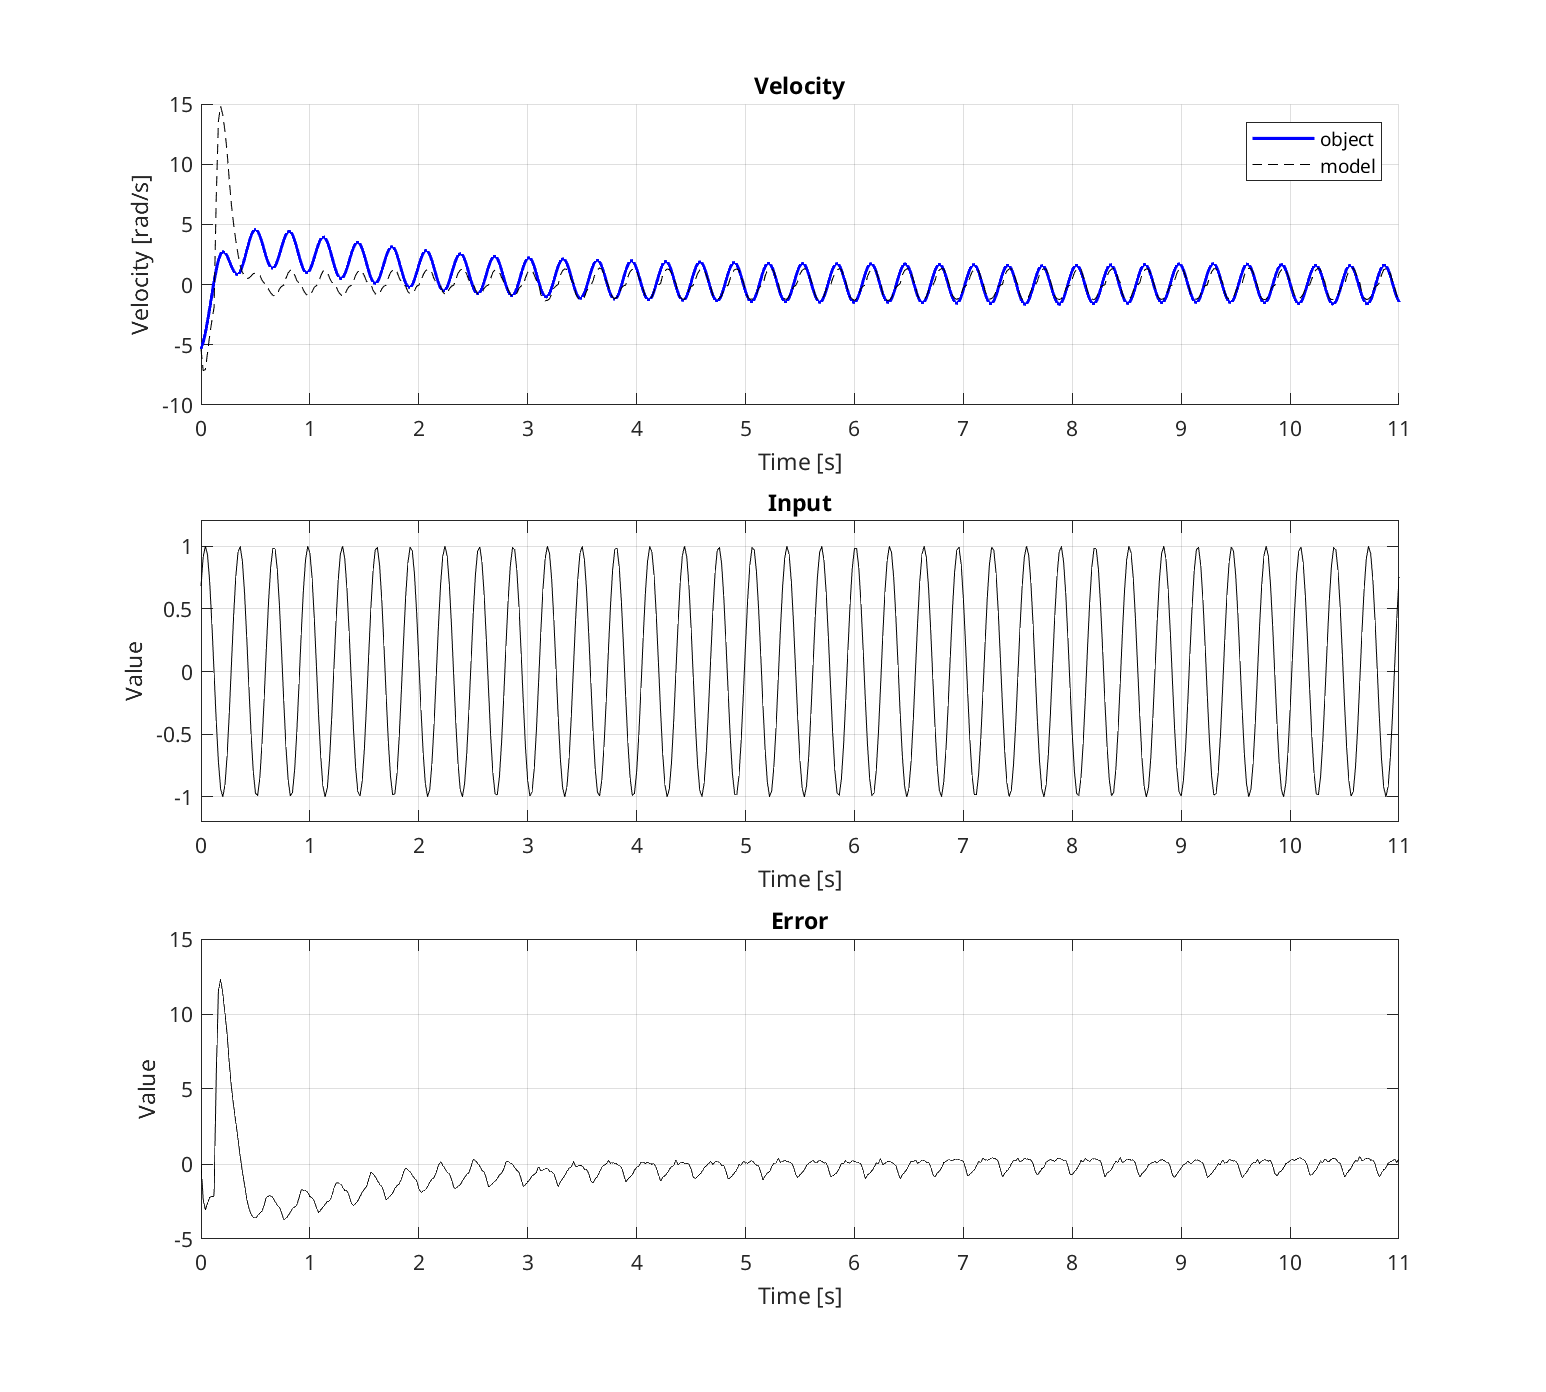 Velocity
15
10
5
0
-5
-10
Velocity [rad/s]
object
model
0 1 2 3 4 5 6 7 8 9 10 11
Time [s]
Input
1
0.5
0
-0.5
-1
Value
0 1 2 3 4 5 6 7 8 9 10 11
Time [s]
Error
15
10
5
0
-5
Value
0 1 2 3 4 5 6 7 8 9 10 11
Time [s]